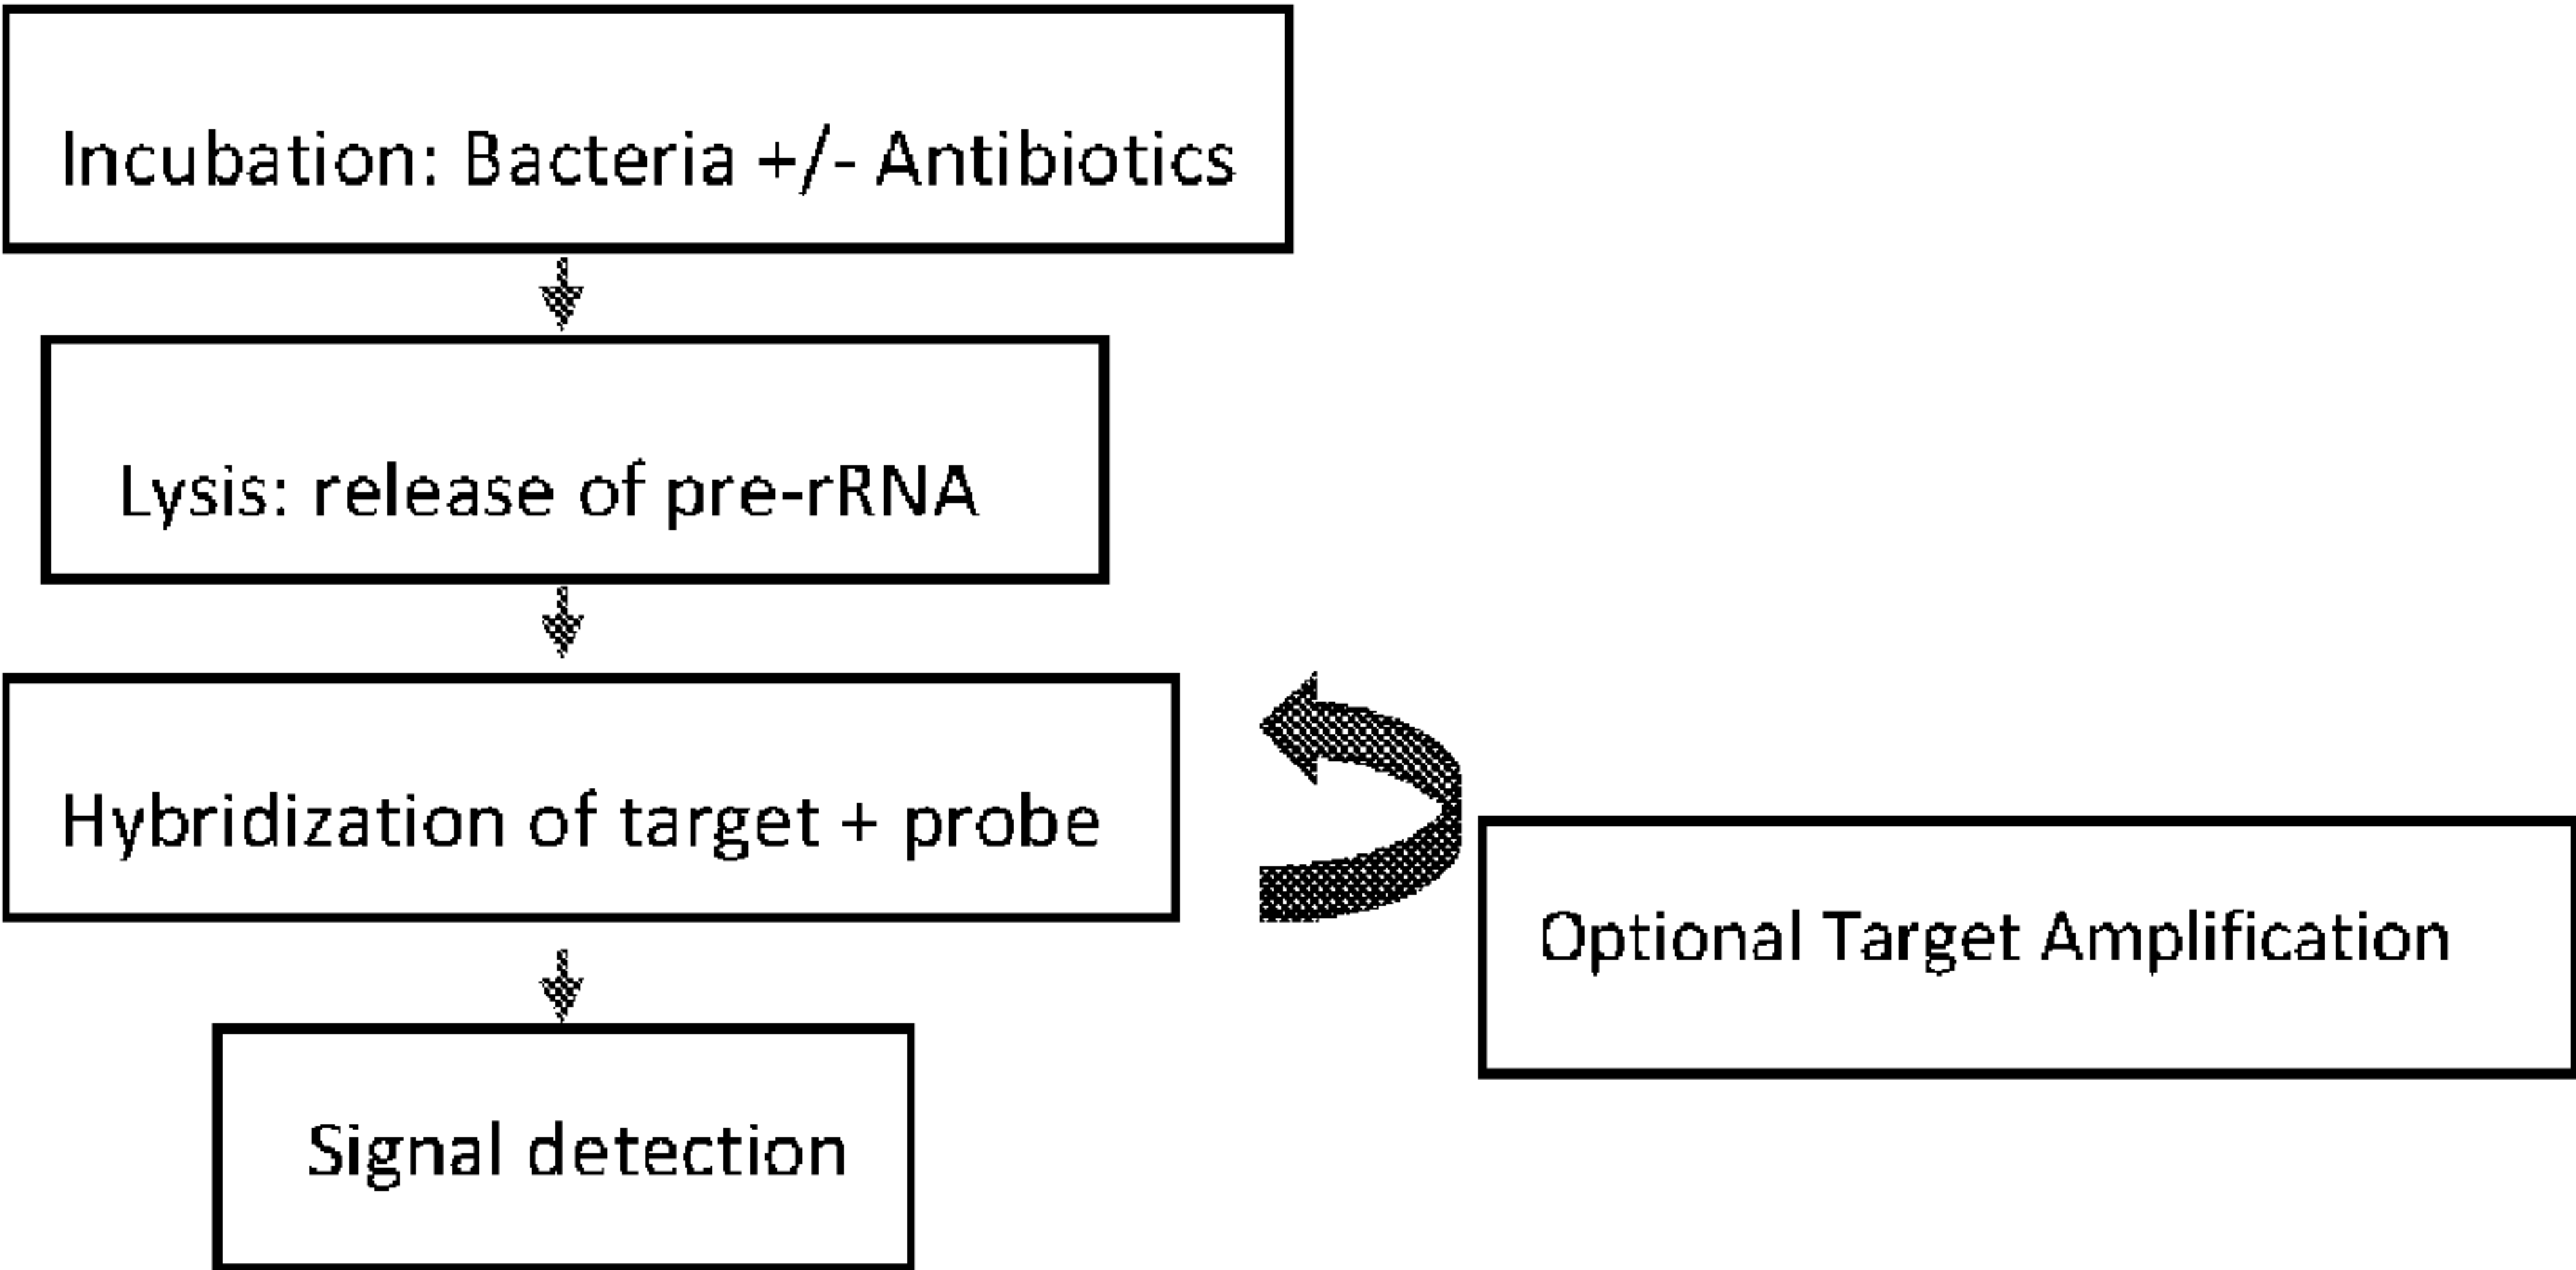 Incubation: Bacteria +/- Antibiotics
Lysis: release of pre-rRNA
Hybridization of target + probe
Optional Target Amplification
Signal detection